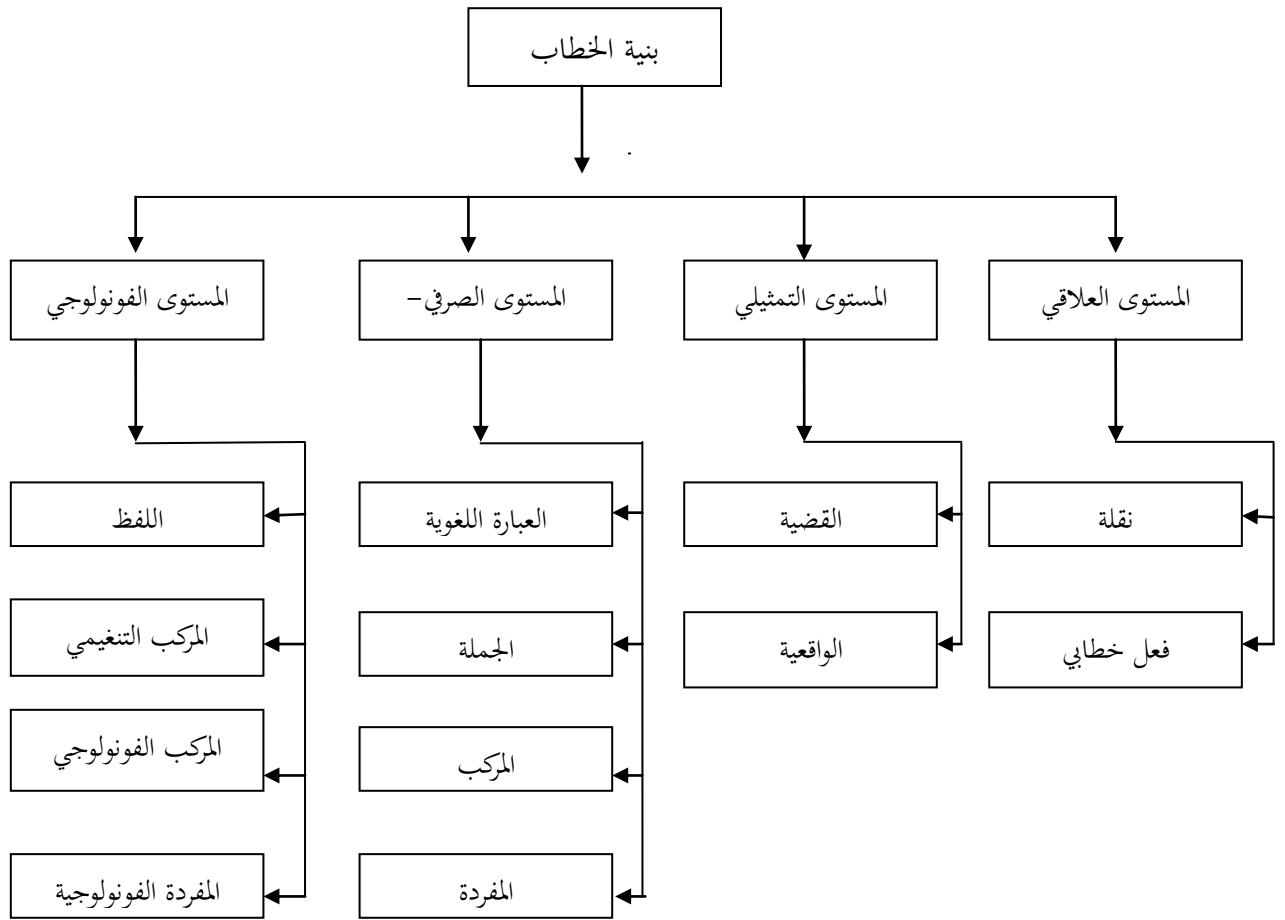 بنية الخطاب
.
المستوى العلاقي
المستوى التمثيلي
المستوى الصرفي-
المستوى الفونولوجي
نقلة
القضية
العبارة اللغوية
اللفظ
فعل خطابي
الواقعية
الجملة
المركب التنغيمي
المركب
المركب الفونولوجي
المفردة
المفردة الفونولوجية